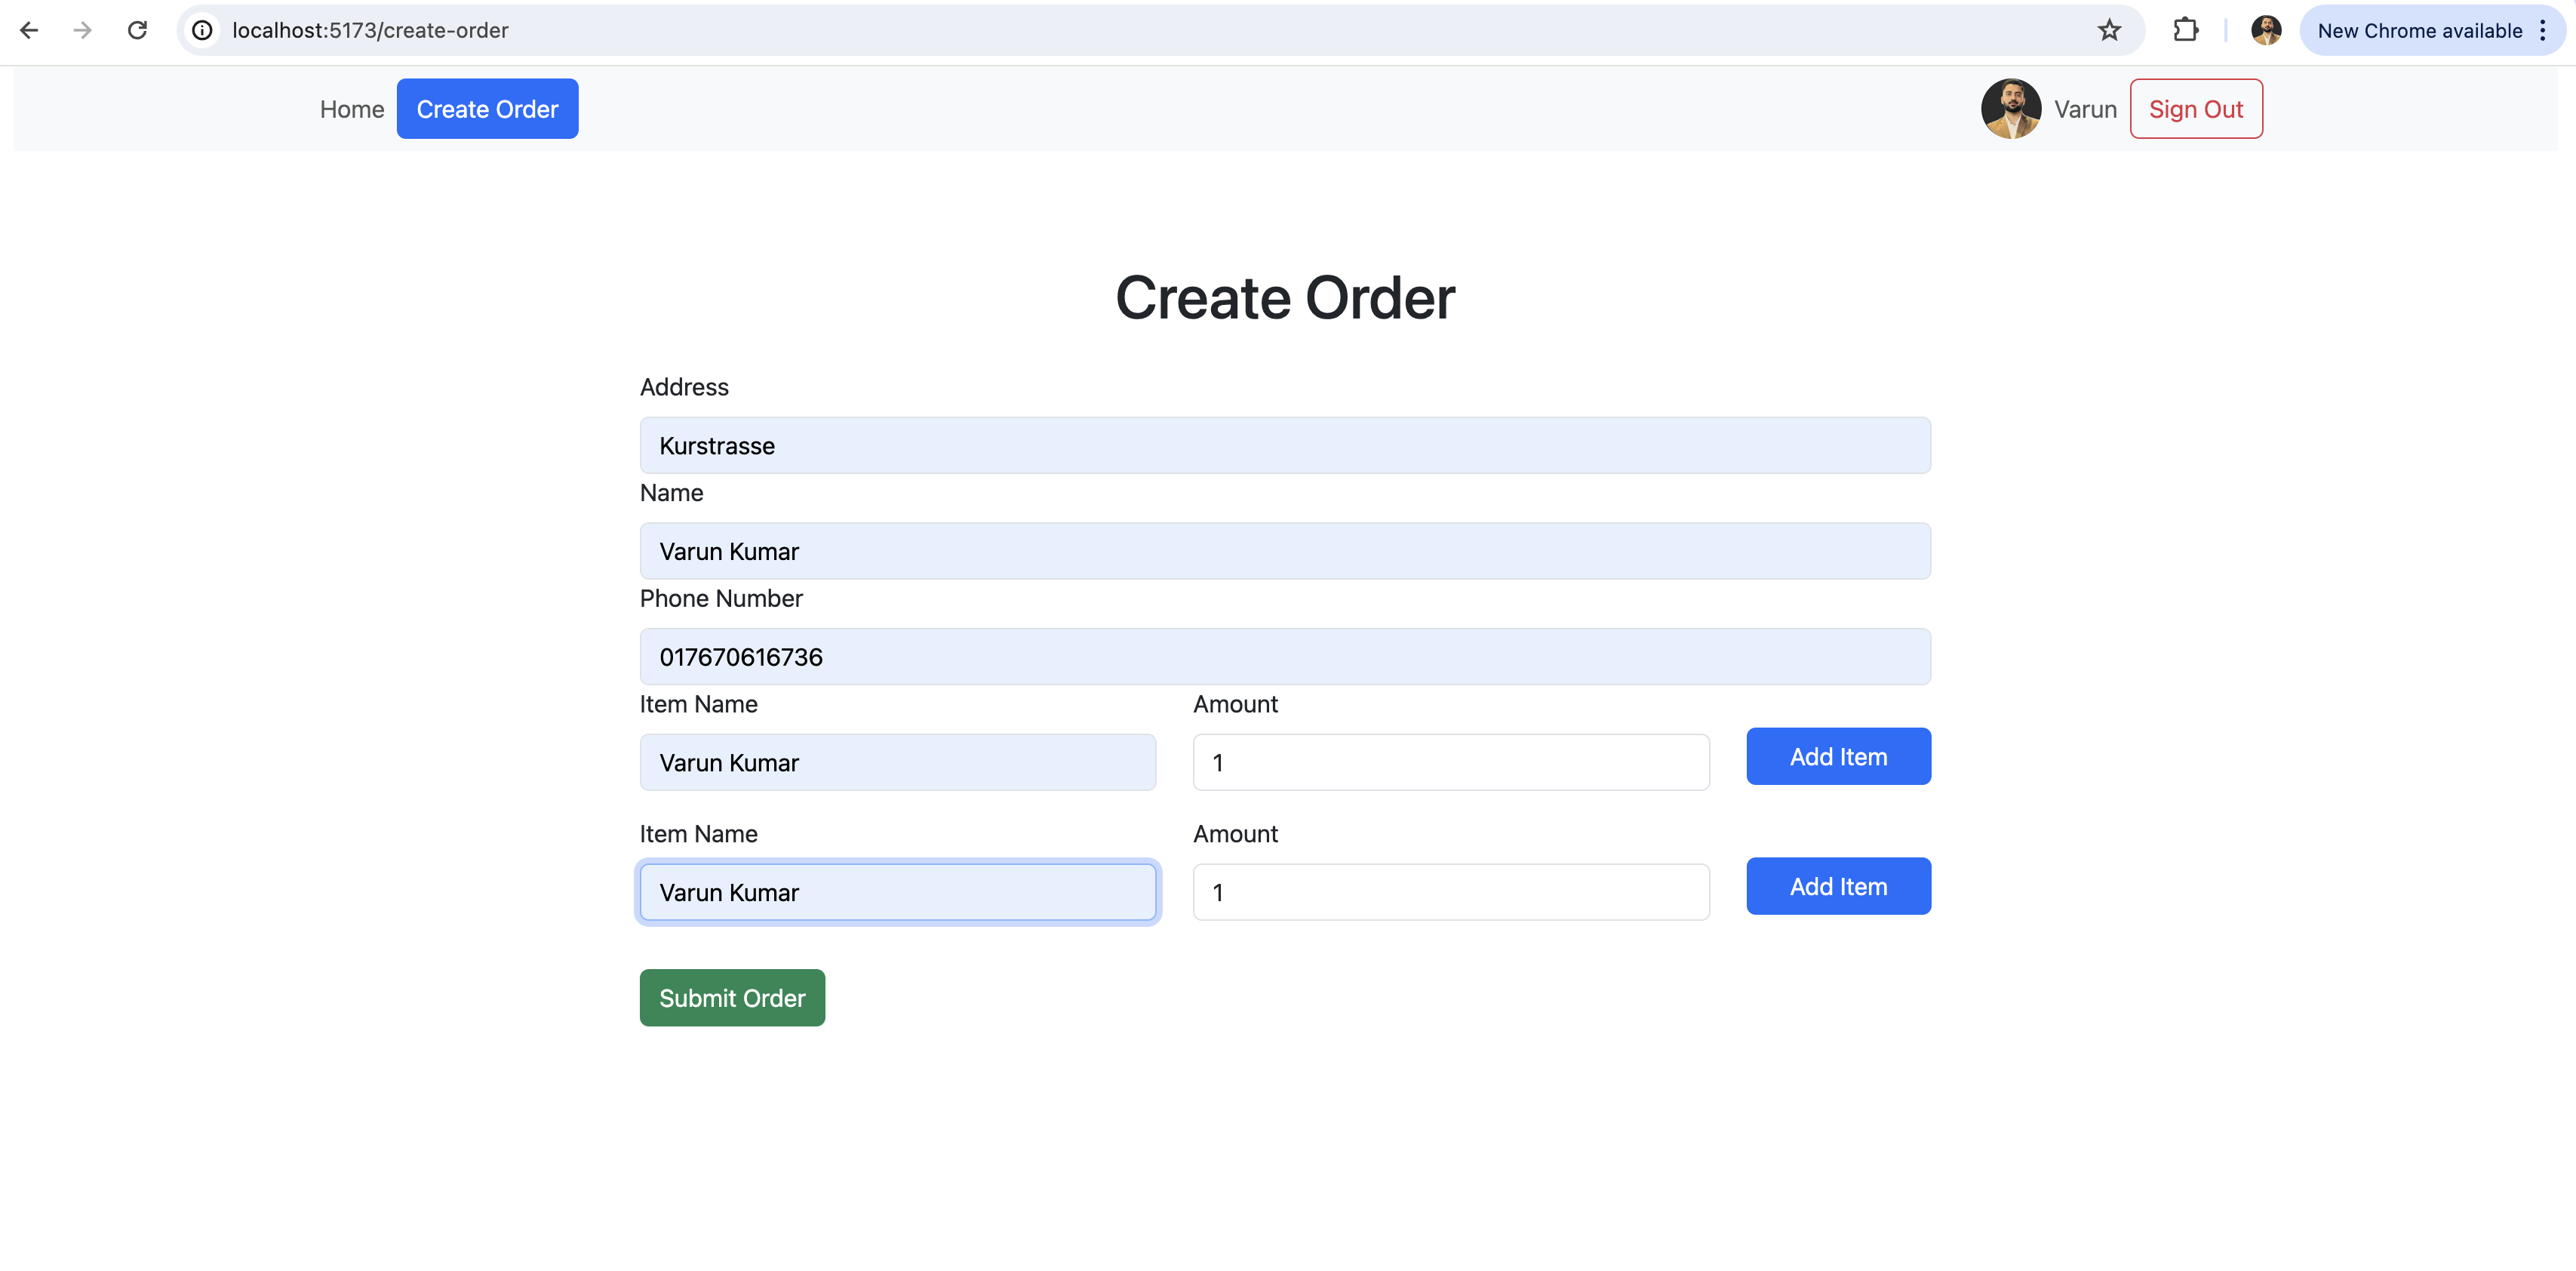 localhost:5173/create-order
New Chrome available
Home Create Order Varun Sign Out
Create Order
Address
Kurstrasse
Name
Varun Kumar
Phone Number
017670616736
Item Name Amount
Varun Kumar 1 Add Item
Item Name Amount
Varun Kumar 1 Add Item
Submit Order